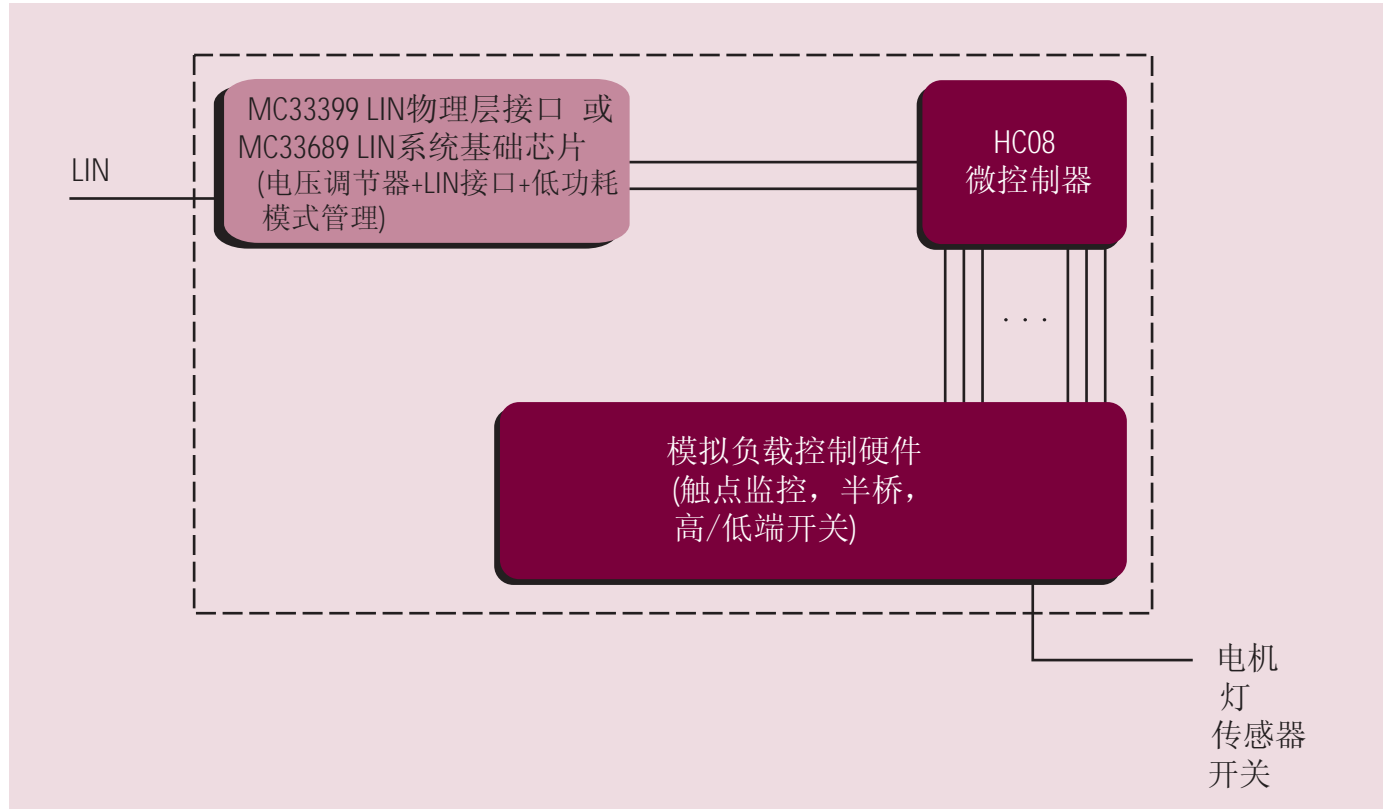 LIN
MC33399 LIN物理层接口 或
MC33689 LIN系统基础芯片
(电压调节器+LIN接口+低功耗
模式管理)
HC08
微控制器
. . .
模拟负载控制硬件
(触点监控，半桥，
高/低端开关)
电机
灯
传感器
开关